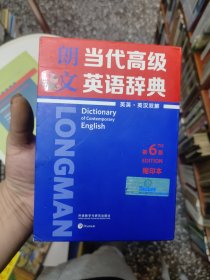 朗文
当代高级
英语辞典
英英·英汉双解
Dictionary
of Contemporary
English
LONGMAN
第6版
EDITION
缩印本
外语教学与研究出版社
Pearson